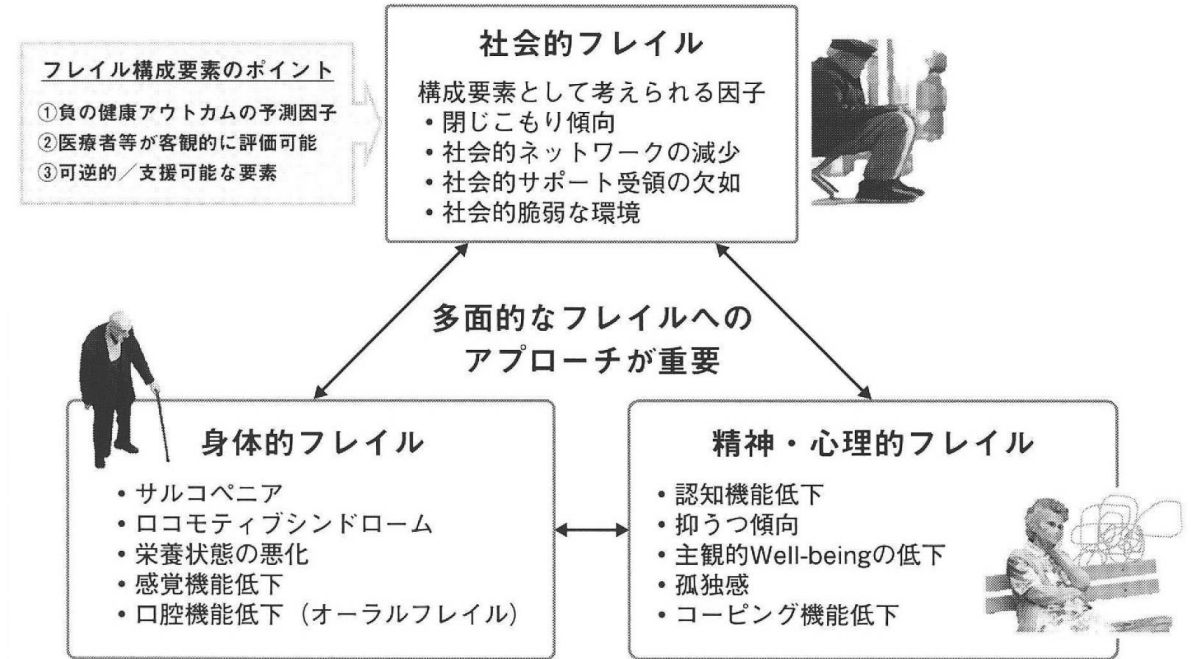 フレイル構成要素のポイント
①負の健康アウトカムの予測因子
②医療者等が客観的に評価可能
③可逆的／支援可能な要素
社会的フレイル
構成要素として考えられる因子
・閉じこもり傾向
・社会的ネットワークの減少
・社会的サポート受領の欠如
・社会的脆弱な環境
多面的なフレイルへの
アプローチが重要
身体的フレイル
・サルコペニア
・ロコモティブシンドローム
・栄養状態の悪化
・感覚機能低下
・口腔機能低下（オーラルフレイル）
精神・心理的フレイル
・認知機能低下
・抑うつ傾向
・主観的Well-beingの低下
・孤独感
・コーピング機能低下